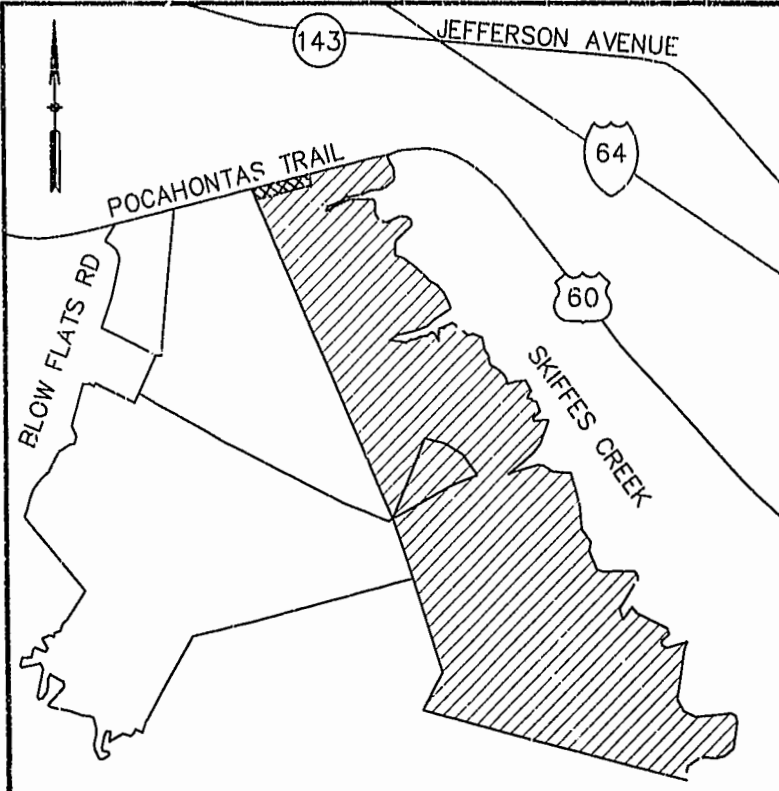 JEFFERSON AVENUE
143
64
POCAHONTAS TRAIL
BLOW FLATS RD
60
SKIFFES CREEK